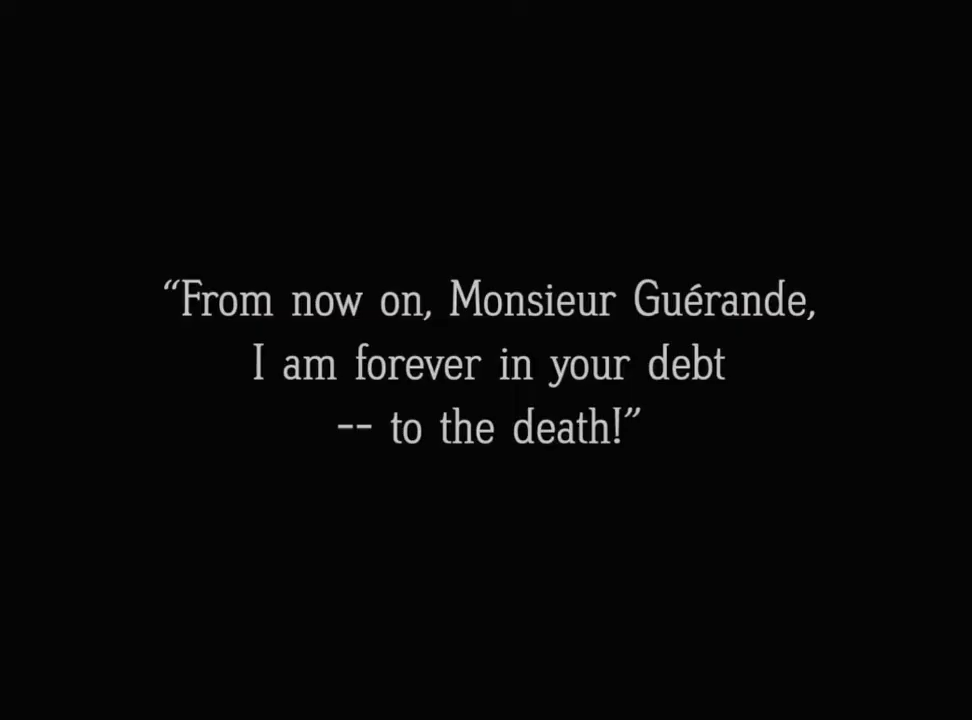 “From now on, Monsieur Guérande,
I am forever in your debt
-- to the death!”